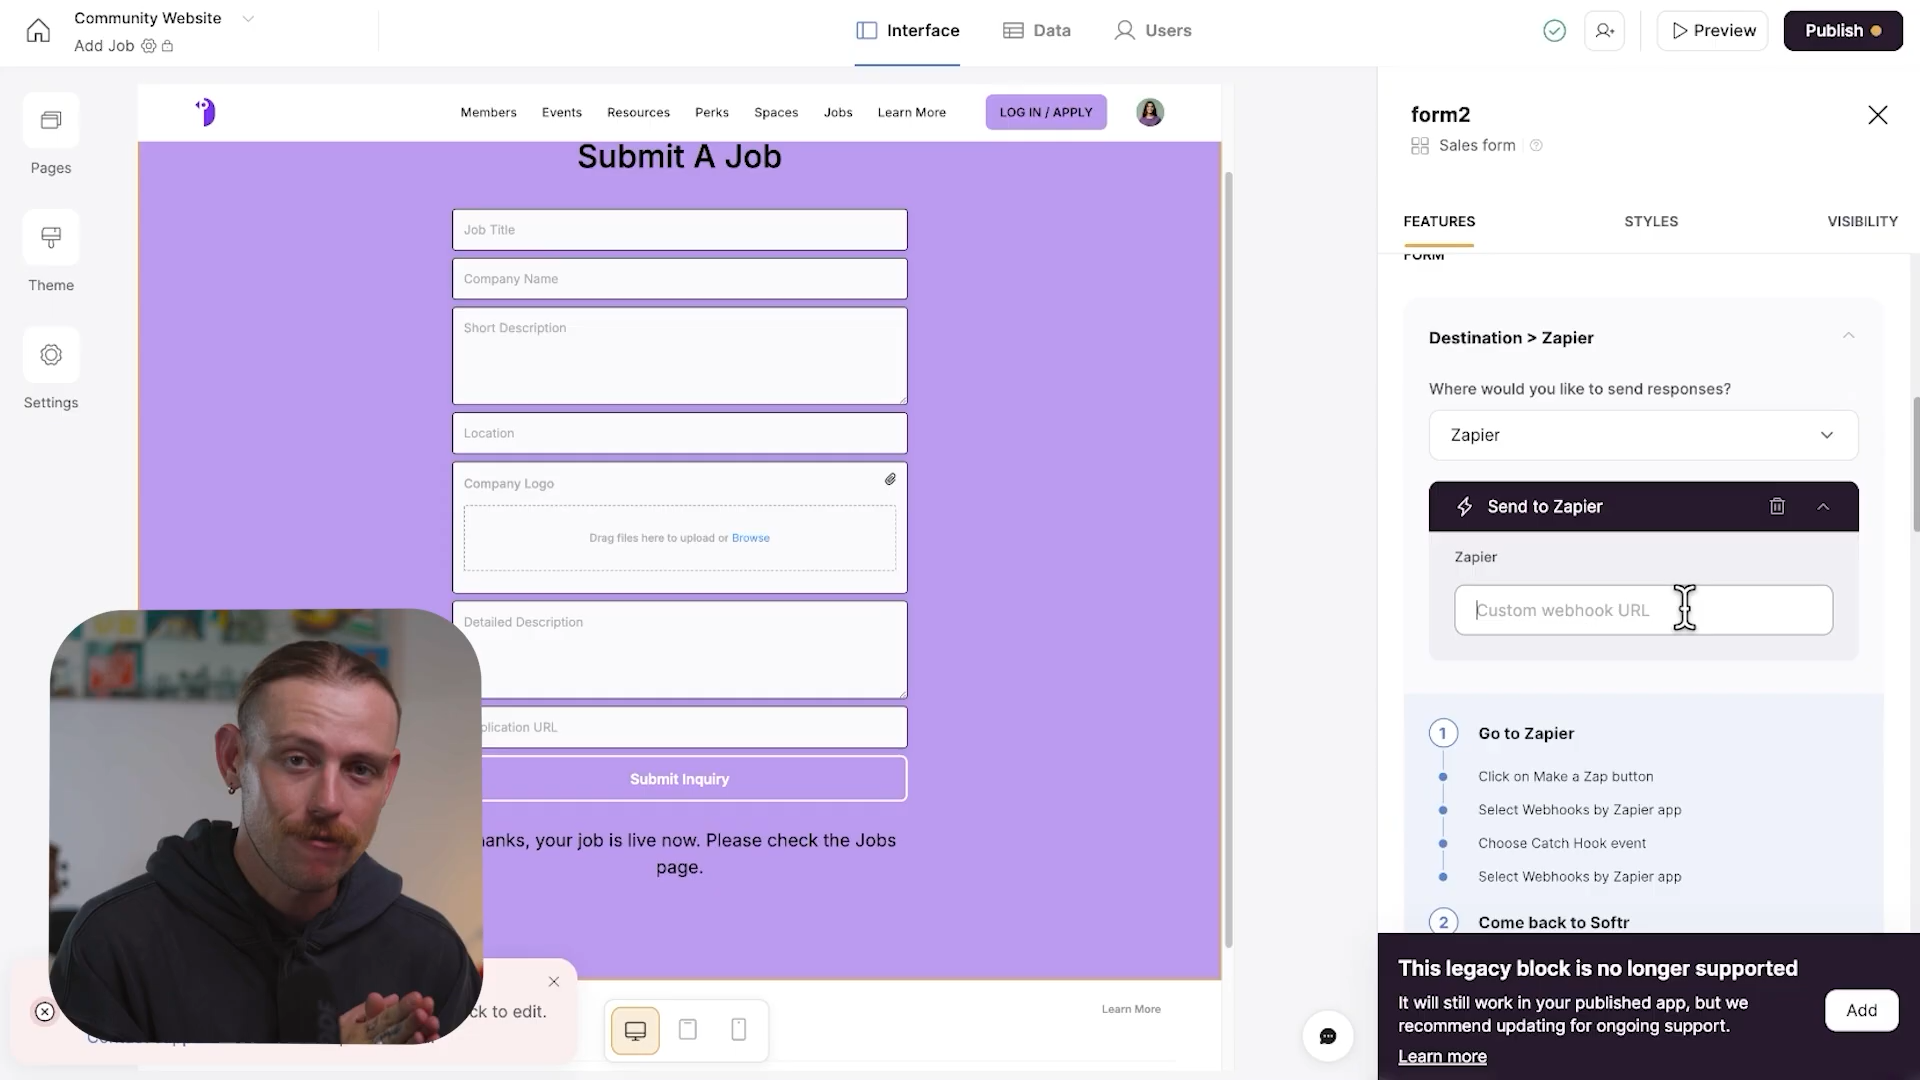 Community Website
Add Job
Interface
Data
Users
Preview
Publish
Pages
Theme
Settings
Members
Events
Resources
Perks
Spaces
Jobs
Learn More
LOG IN / APPLY
Submit A Job
Job Title
Company Name
Short Description
Location
Company Logo
Drag files here to upload or Browse
Detailed Description
plication URL
Submit Inquiry
hanks, your job is live now. Please check the Jobs
page.
ck to edit.
Learn More
form2
Sales form
FEATURES
STYLES
VISIBILITY
FORM
Destination > Zapier
Where would you like to send responses?
Zapier
Send to Zapier
Zapier
Custom webhook URL
1
Go to Zapier
Click on Make a Zap button
Select Webhooks by Zapier app
Choose Catch Hook event
Select Webhooks by Zapier app
2
Come back to Softr
This legacy block is no longer supported
It will still work in your published app, but we
recommend updating for ongoing support.
Learn more
Add